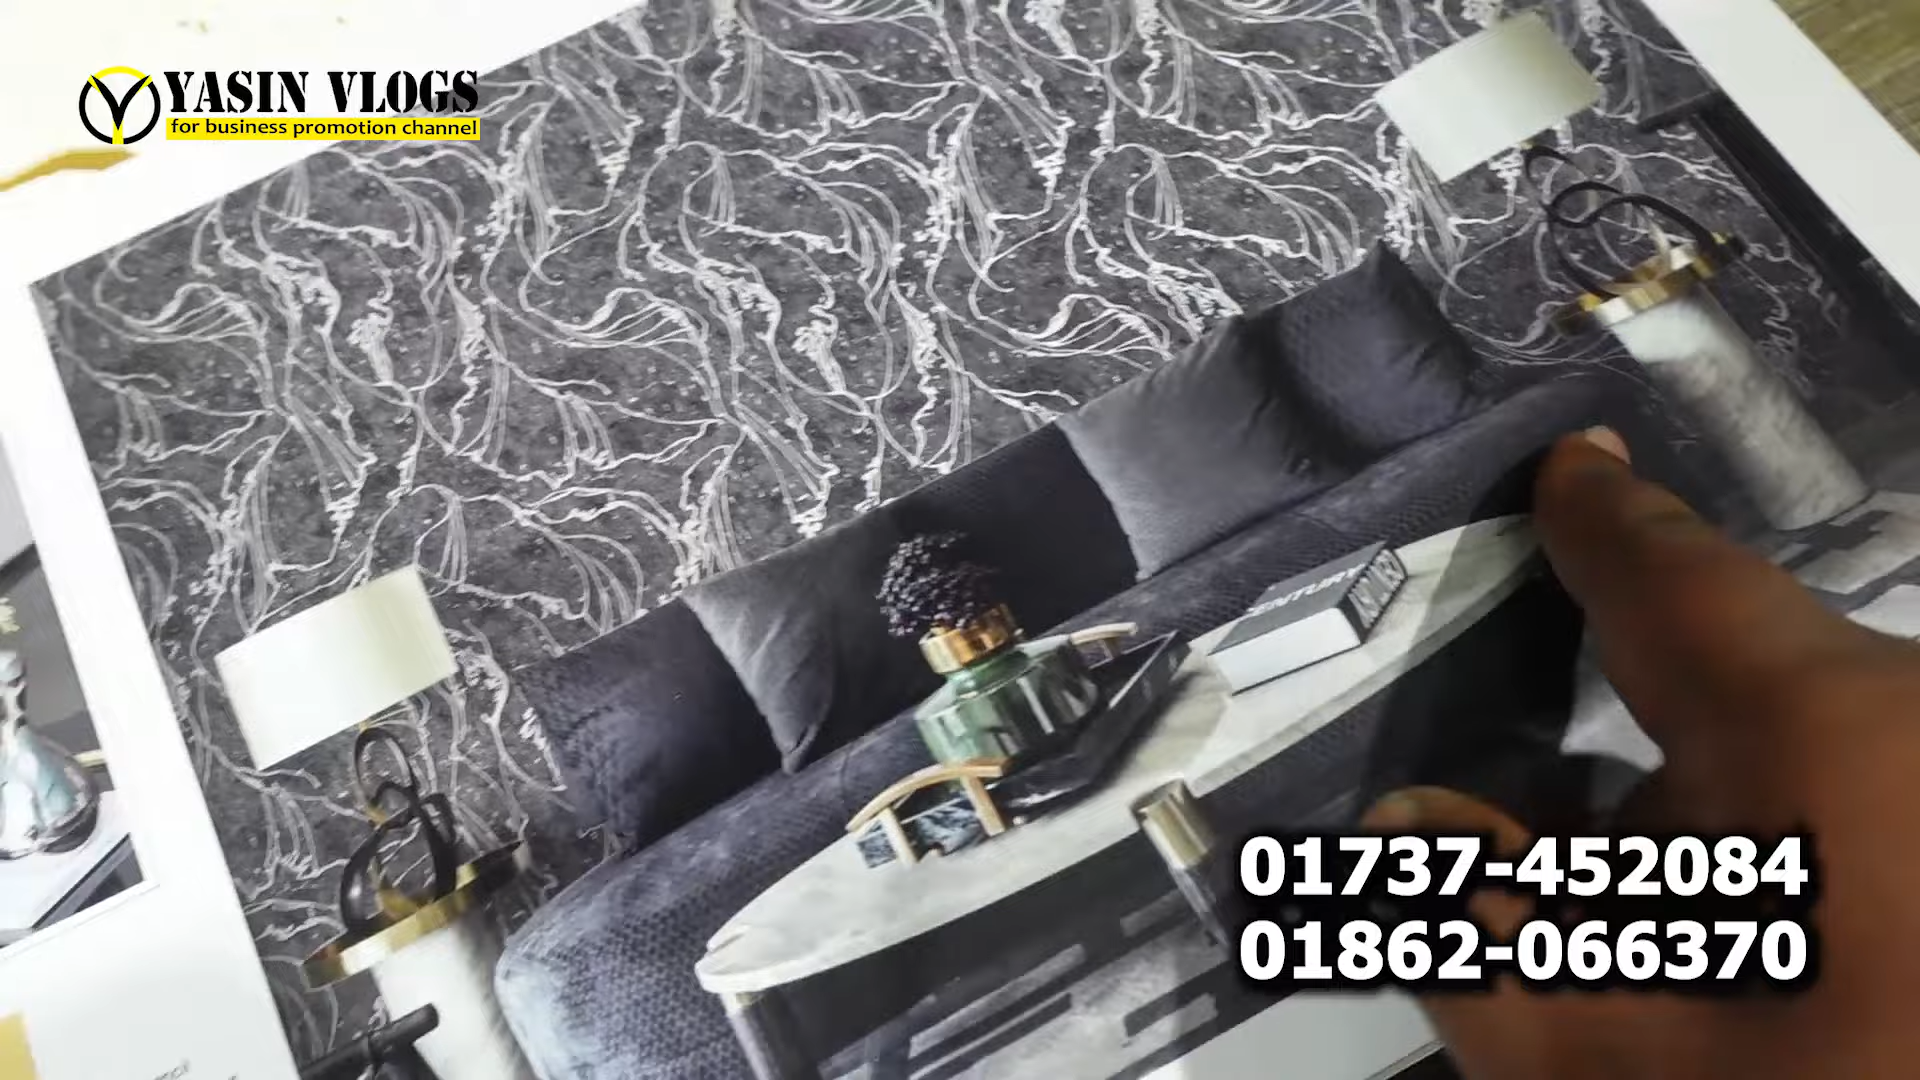 YASIN VLOGS
for business promotion channel
CENTURY
01737-452084
01862-066370